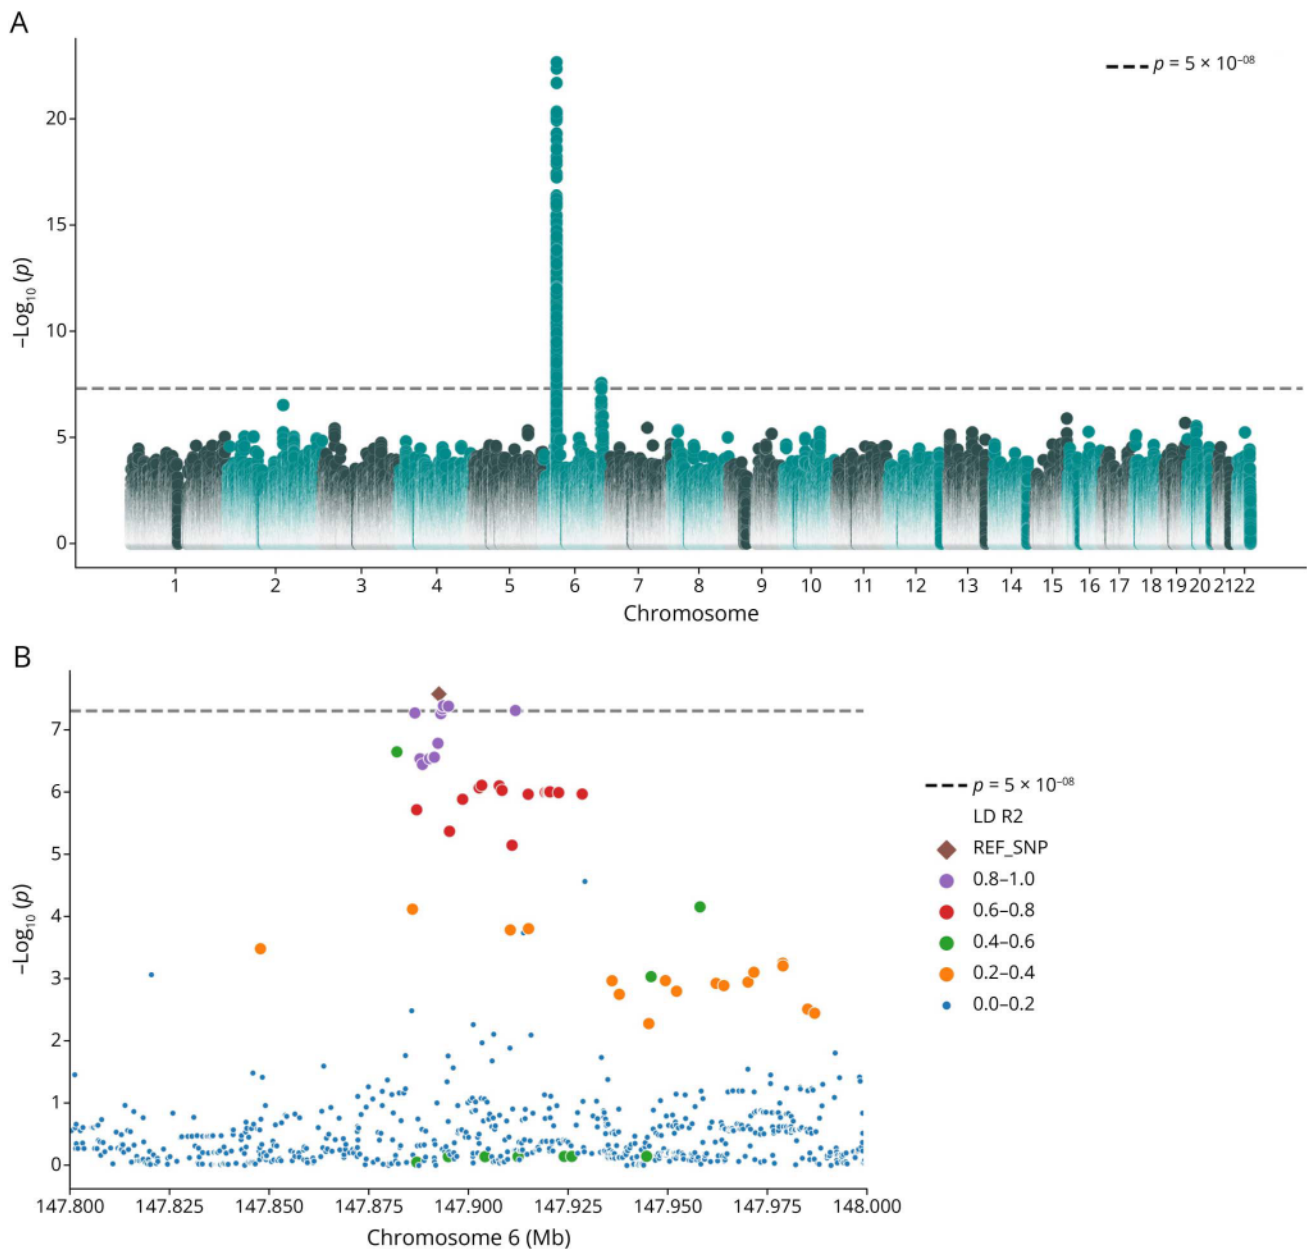 A
p = 5 × 10⁻⁰⁸
20
15
10
5
0
–Log₁₀ (p)
1 2 3 4 5 6 7 8 9 10 11 12 13 14 15 16 17 18 19 20 21 22
Chromosome
B
7
6
5
4
3
2
1
0
–Log₁₀ (p)
147.800 147.825 147.850 147.875 147.900 147.925 147.950 147.975 148.000
Chromosome 6 (Mb)
p = 5 × 10⁻⁰⁸
LD R2
REF_SNP
0.8–1.0
0.6–0.8
0.4–0.6
0.2–0.4
0.0–0.2